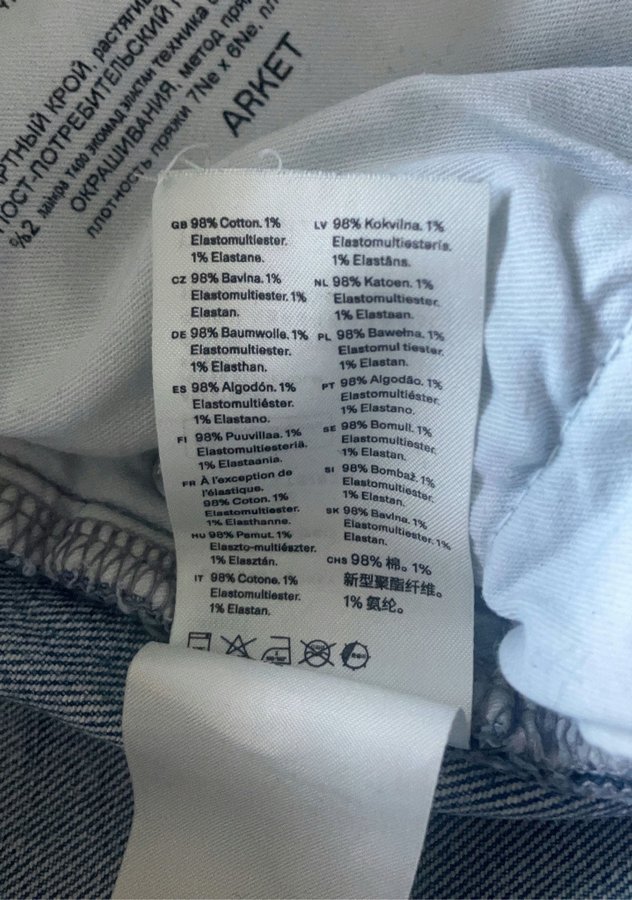 РТНЫЙ КРОЙ, растягив
ПОСТ-ПОТРЕБИТЕЛЬСКИЙ
%2 T400
ОКРАШИВАНИЯ, метод пря
плотность пряжи 7Ne x 6Ne, пл
ARKET
GB 98% Cotton. 1%
Elastomultiester.
1% Elastane.
CZ 98% Bavlna. 1%
Elastomultiester. 1%
Elastan.
DE 98% Baumwolle. 1%
Elastomultiester.
1% Elasthan.
ES 98% Algodón. 1%
Elastomultiéster.
1% Elastano.
FI 98% Puuvillaa. 1%
Elastomultiesteriä.
1% Elastaania.
FR À l'exception de
l'élastique.
98% Coton. 1%
Elastomultiester.
1% Elasthanne.
HU 98% Pamut. 1%
Elaszto-multiészter.
1% Elasztán.
IT 98% Cotone. 1%
Elastomultiester.
1% Elastan.
LV 98% Kokvilna. 1%
Elastomultiesteris.
1% Elastāns.
NL 98% Katoen. 1%
Elastomultiester.
1% Elastaan.
PL 98% Bawełna. 1%
Elastomultiester.
1% Elastan.
PT 98% Algodão. 1%
Elastomultiéster.
1% Elastano.
SE 98% Bomull. 1%
Elastomultiester.
1% Elastan.
SI 98% Bombaž. 1%
Elastomultiester.
1% Elastan.
SK 98% Bavlna. 1%
Elastomultiester. 1%
Elastan.
CHS 98% 棉。1%
新型聚酯纤维。
1% 氨纶。